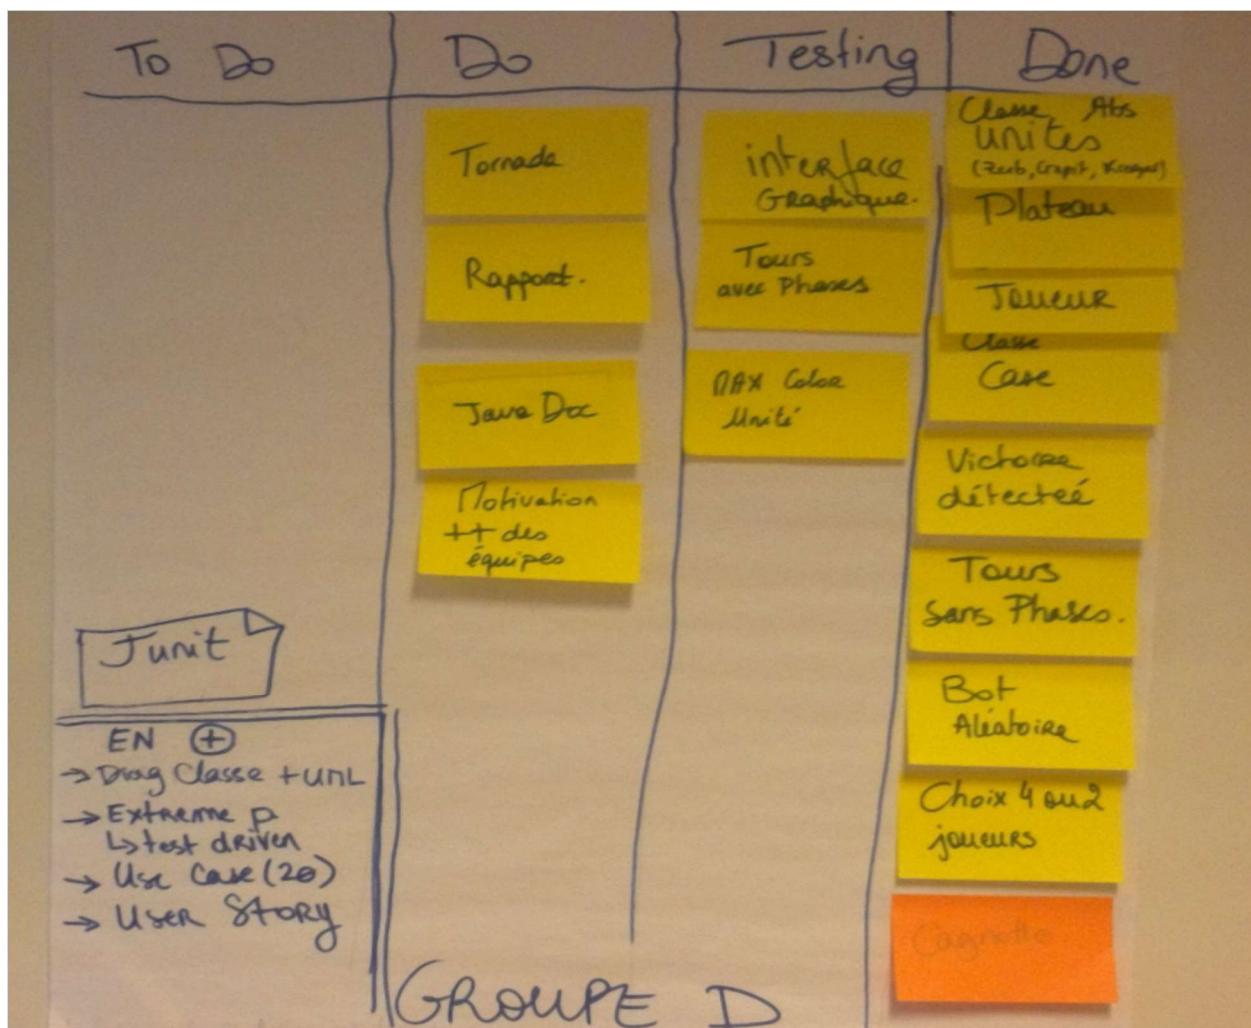 To Do
Do
Testing
Done
Junit
EN +
→ Diag Classe + UML
→ Extreme p
↳ test driven
→ Use Case (20)
→ User Story
Tornade
Rapport.
Java Doc
Motivation
++ des
équipes
interface
Graphique.
Tours
avec Phases
MAX Color
Unité
Classe Abs
unites
Plateau
Joueur
Classe
Case
Victoire
détecteé
Tours
sans Phases.
Bot
Aléatoire
Choix 4 ou 2
joueurs
Cagnotte
GROUPE D